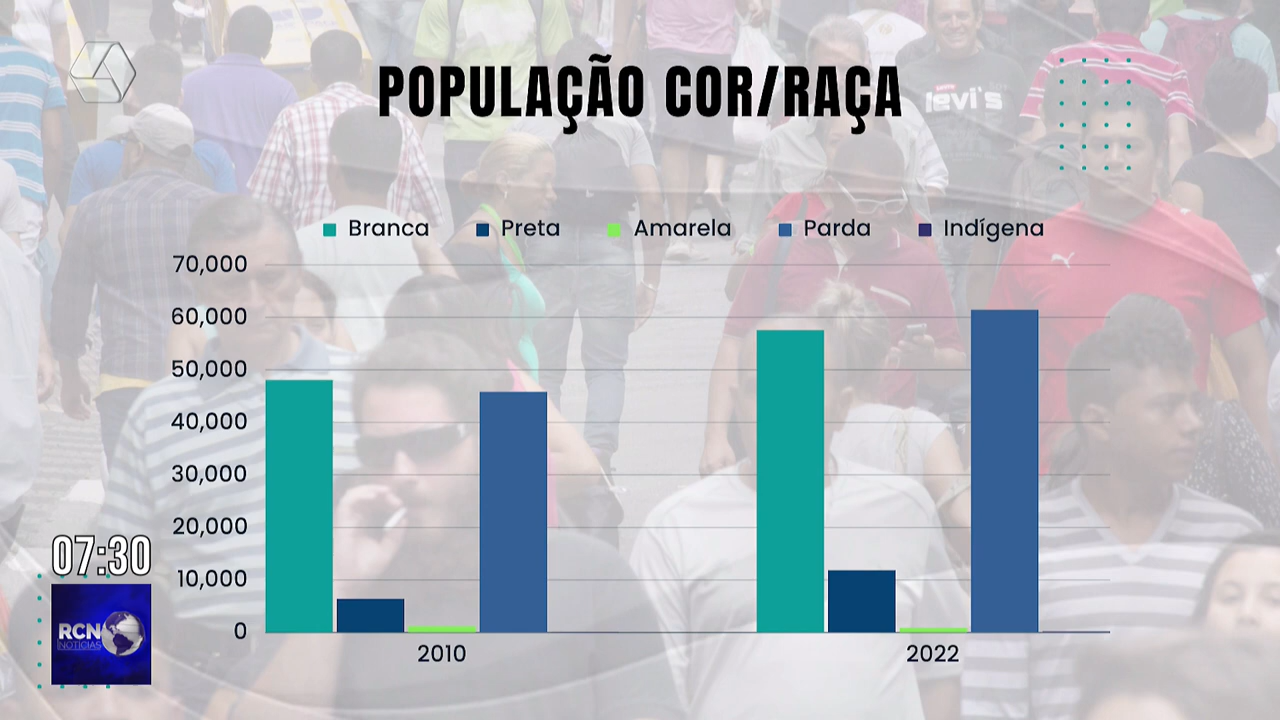 POPULAÇÃO COR/RAÇA
levi's
Branca Preta Amarela Parda Indígena
70,000
60,000
50,000
40,000
30,000
20,000
10,000
0
2010 2022
07:30
RCN
NOTÍCIAS